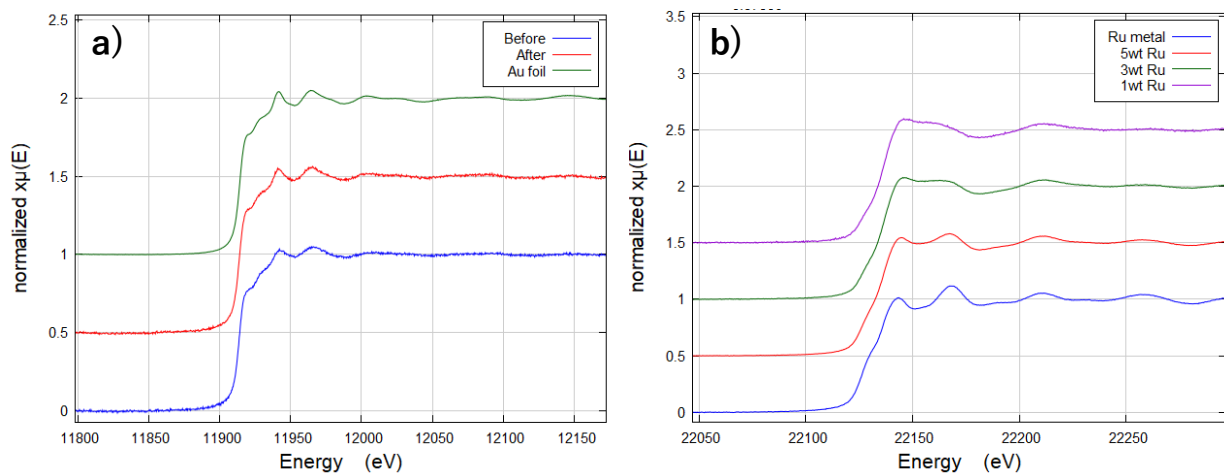 a)
2.5
2
1.5
1
0.5
0
normalized xμ(E)
Before
After
Au foil
11800 11850 11900 11950 12000 12050 12100 12150
Energy (eV)
b)
3.5
3
2.5
2
1.5
1
0.5
0
normalized xμ(E)
Ru metal
5wt Ru
3wt Ru
1wt Ru
22050 22100 22150 22200 22250
Energy (eV)